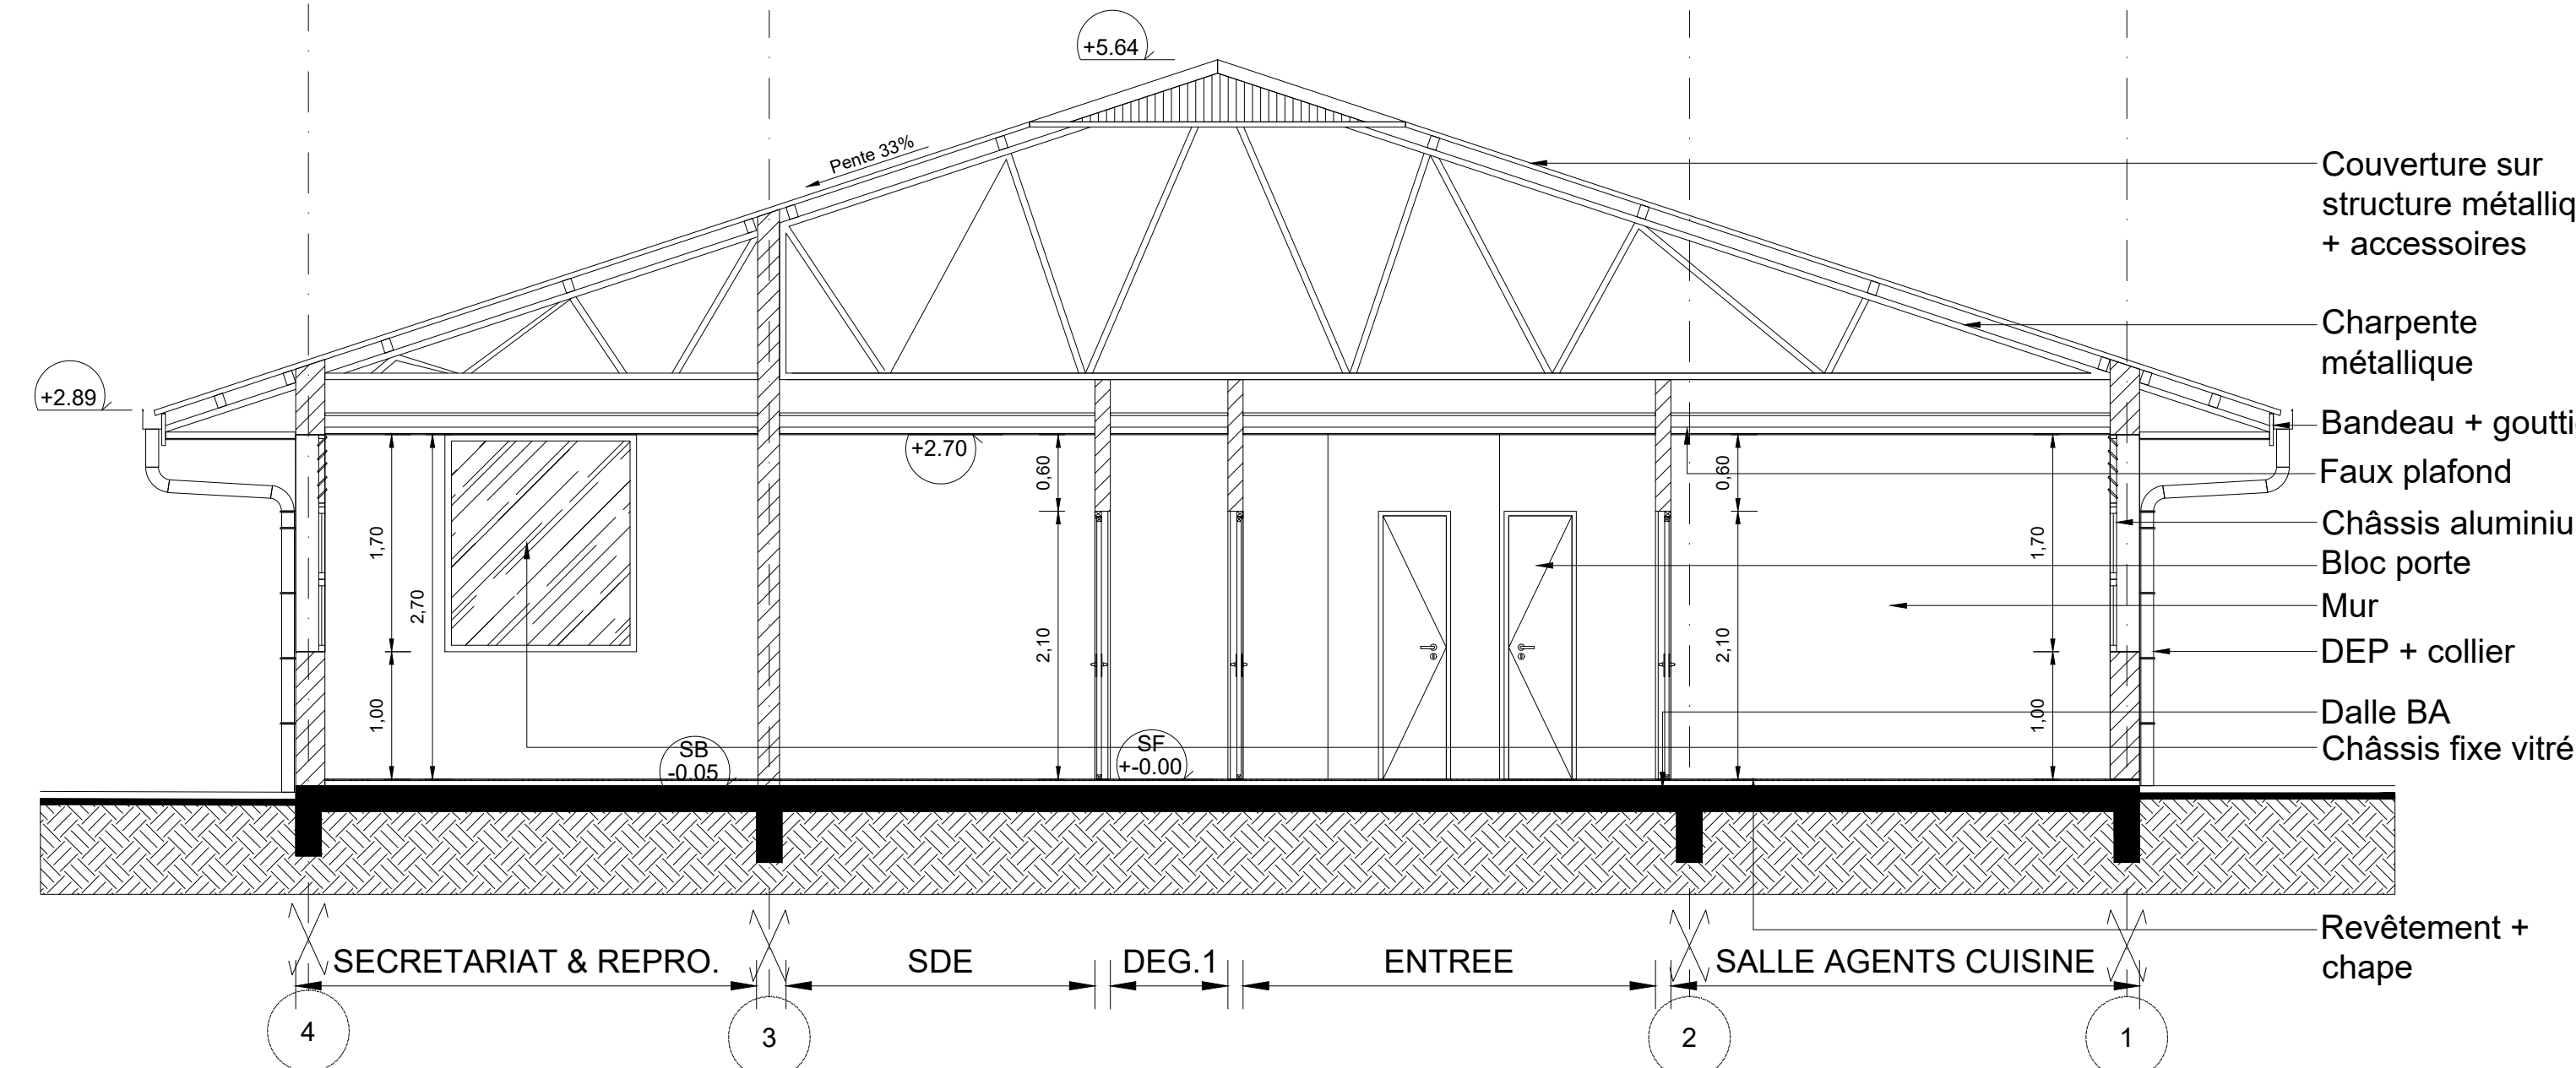 +5.64
Pente 33%
Couverture sur
structure métalliq
+ accessoires
Charpente
métallique
+2.89
Bandeau + goutti
+2.70
Faux plafond
0,60
0,60
Châssis aluminiu
1,70
1,70
Bloc porte
2,70
Mur
2,10
2,10
DEP + collier
1,00
1,00
Dalle BA
SB
-0.05
SF
+-0.00
Châssis fixe vitré
Revêtement +
chape
SECRETARIAT & REPRO.
SDE
DEG.1
ENTREE
SALLE AGENTS CUISINE
4
3
2
1